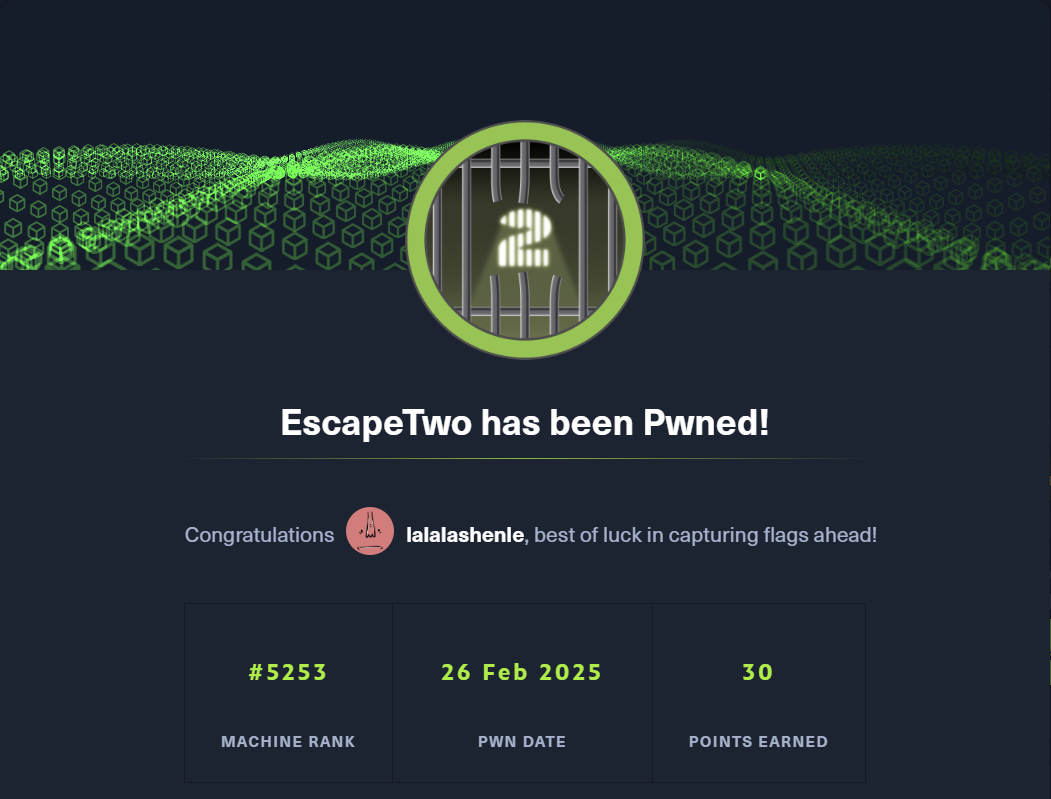 2
EscapeTwo has been Pwned!
Congratulations lalalashenle, best of luck in capturing flags ahead!
#5253 26 Feb 2025 30
MACHINE RANK PWN DATE POINTS EARNED